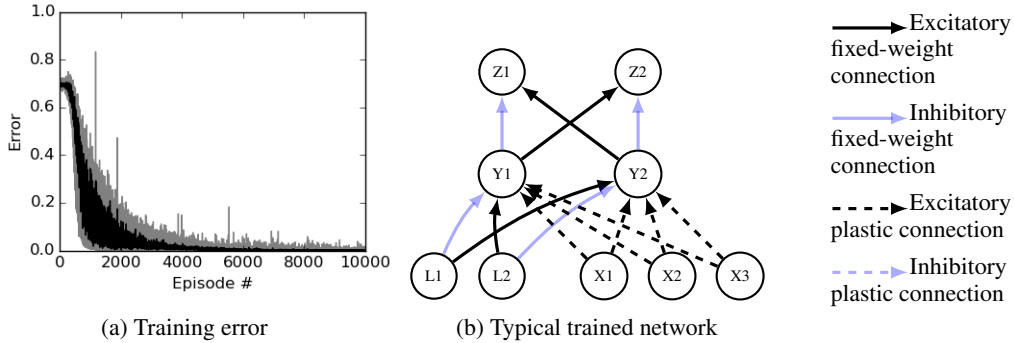 1.0
0.8
0.6
0.4
0.2
0.0
Error
0 2000 4000 6000 8000 10000
Episode #
(a) Training error
Z1 Z2
Y1 Y2
L1 L2 X1 X2 X3
(b) Typical trained network
Excitatory
fixed-weight
connection
Inhibitory
fixed-weight
connection
Excitatory
plastic connection
Inhibitory
plastic connection